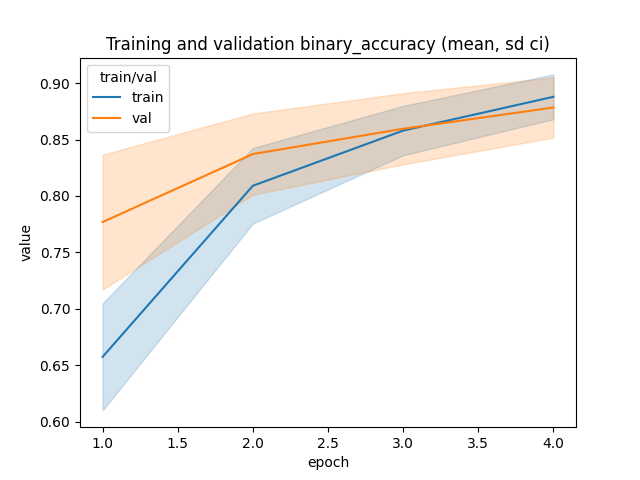 Training and validation binary_accuracy (mean, sd ci)
train/val
train
val
0.90
0.85
0.80
0.75
0.70
0.65
0.60
value
1.0 1.5 2.0 2.5 3.0 3.5 4.0
epoch